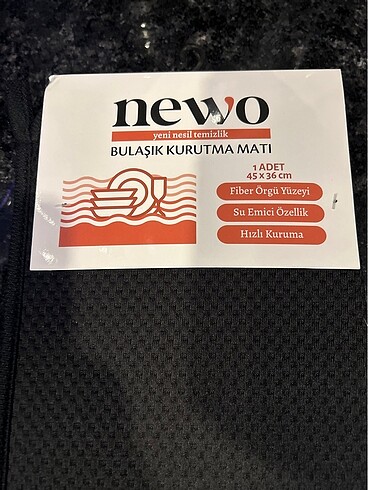 newo
yeni nesil temizlik
BULAŞIK KURUTMA MATI
1 ADET
45 x 36 cm
Fiber Örgü Yüzeyi
Su Emici Özellik
Hızlı Kuruma